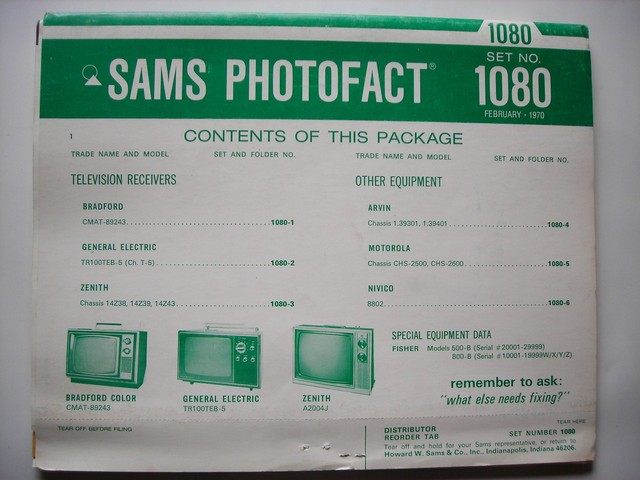 1080
SET NO.
SAMS PHOTOFACT®
1080
FEBRUARY • 1970
1
CONTENTS OF THIS PACKAGE
TRADE NAME AND MODEL SET AND FOLDER NO.
TRADE NAME AND MODEL SET AND FOLDER NO.
TELEVISION RECEIVERS
BRADFORD
CMAT-89243 1080-1
GENERAL ELECTRIC
TR100TEB-5 (Ch. T-5) 1080-2
ZENITH
Chassis 14Z38, 14Z39, 14Z43 1080-3
OTHER EQUIPMENT
ARVIN
Chassis 1.39301, 1.39401 1080-4
MOTOROLA
Chassis CHS-2500, CHS-2600 1080-5
NIVICO
8802 1080-6
SPECIAL EQUIPMENT DATA
FISHER Models 500-B (Serial #20001-29999)
800-B (Serial #10001-19999W/X/Y/Z)
BRADFORD COLOR
CMAT-89243
GENERAL ELECTRIC
TR100TEB-5
ZENITH
A2004J
remember to ask:
"what else needs fixing?"
TEAR OFF BEFORE FILING
TEAR HERE
DISTRIBUTOR
REORDER TAB
SET NUMBER 1080
Tear off and hold for your Sams representative, or return to
Howard W. Sams & Co., Inc., Indianapolis, Indiana 46206.